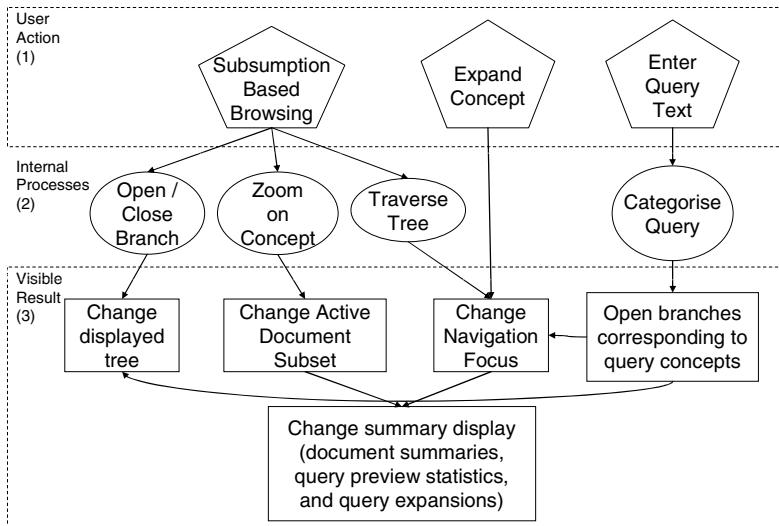 User
Action
(1)
Subsumption
Based
Browsing
Expand
Concept
Enter
Query
Text
Internal
Processes
(2)
Open /
Close
Branch
Zoom
on
Concept
Traverse
Tree
Categorise
Query
Visible
Result
(3)
Change
displayed
tree
Change Active
Document
Subset
Change
Navigation
Focus
Open branches
corresponding to
query concepts
Change summary display
(document summaries,
query preview statistics,
and query expansions)